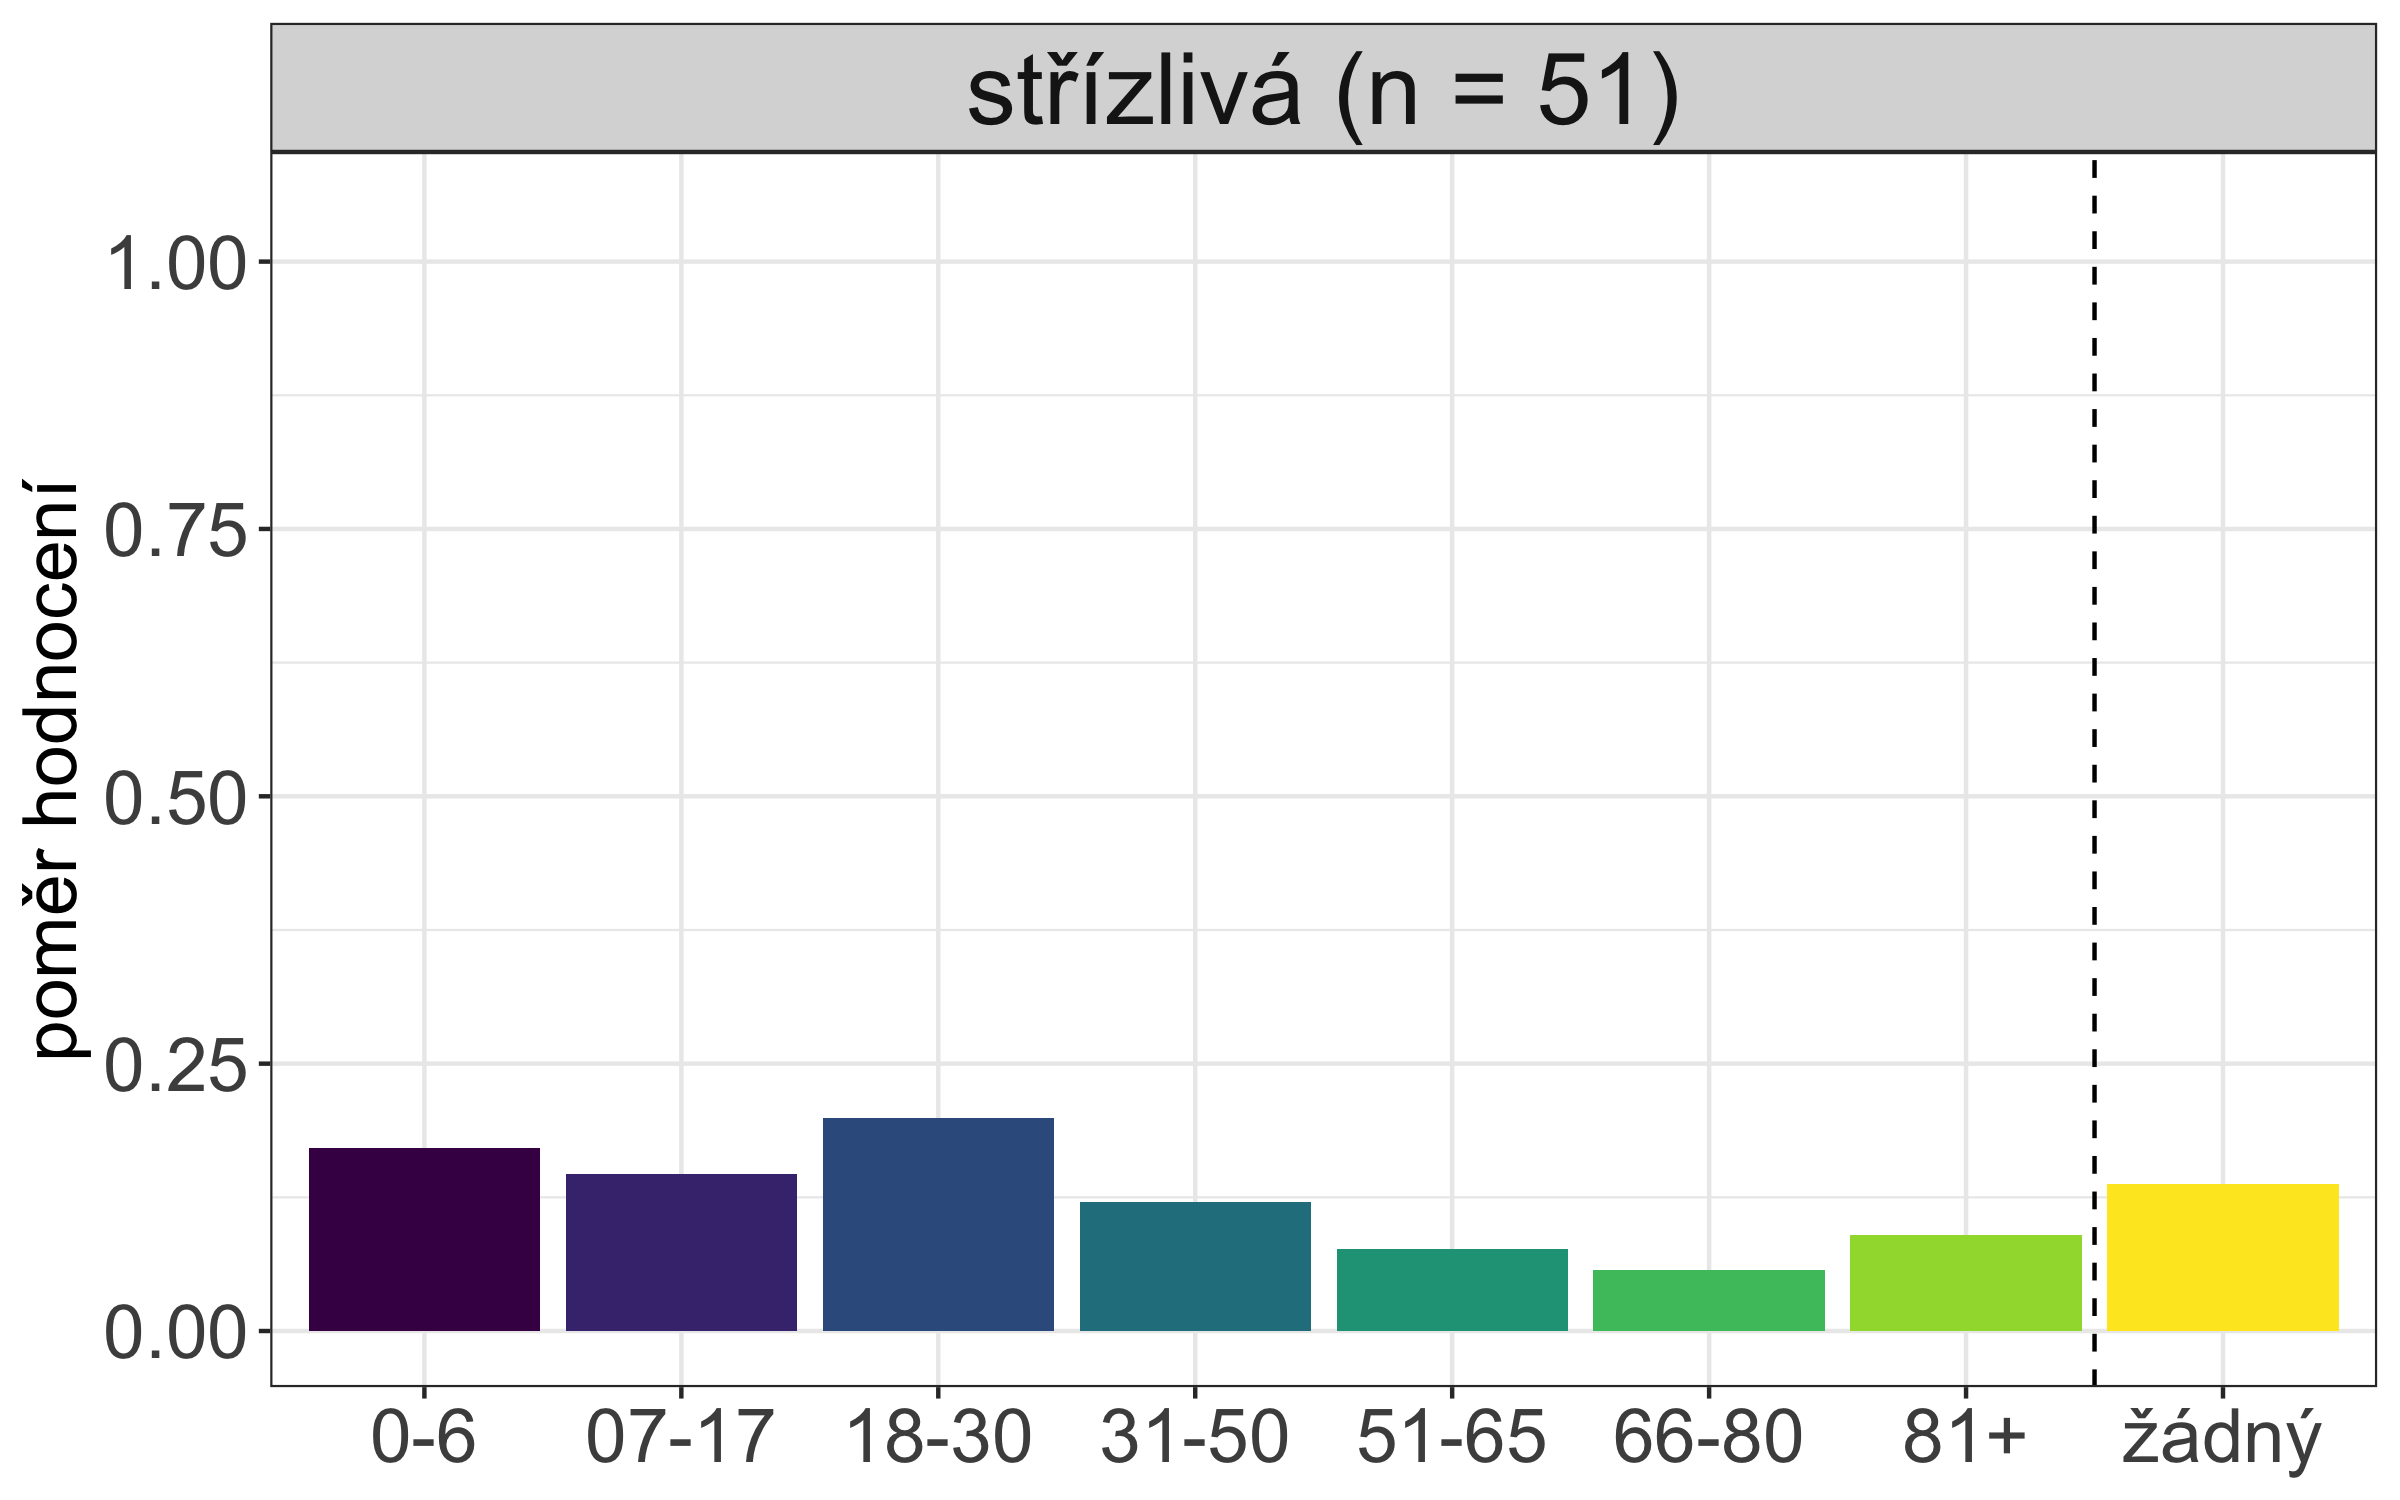 střízlivá (n = 51)
poměr hodnocení
1.00
0.75
0.50
0.25
0.00
0-6 07-17 18-30 31-50 51-65 66-80 81+ žádný